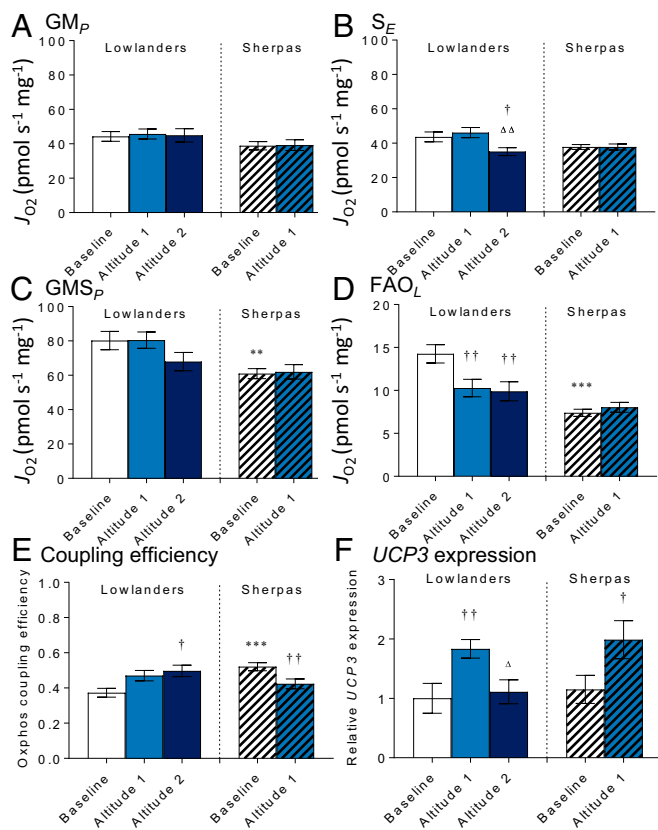 A GMP
Lowlanders Sherpas
JO2 (pmol s-1 mg-1)
100
80
60
40
20
0
Baseline
Altitude 1
Altitude 2
Baseline
Altitude 1
B SE
Lowlanders Sherpas
†
ΔΔ
JO2 (pmol s-1 mg-1)
100
80
60
40
20
0
Baseline
Altitude 1
Altitude 2
Baseline
Altitude 1
C GMSP
Lowlanders Sherpas
**
JO2 (pmol s-1 mg-1)
100
80
60
40
20
0
Baseline
Altitude 1
Altitude 2
Baseline
Altitude 1
D FAOL
Lowlanders Sherpas
†† †† ***
JO2 (pmol s-1 mg-1)
20
15
10
5
0
Baseline
Altitude 1
Altitude 2
Baseline
Altitude 1
E Coupling efficiency
Lowlanders Sherpas
† *** ††
Oxphos coupling efficiency
1.0
0.8
0.6
0.4
0.2
0.0
Baseline
Altitude 1
Altitude 2
Baseline
Altitude 1
F UCP3 expression
Lowlanders Sherpas
†† Δ †
Relative UCP3 expression
3
2
1
0
Baseline
Altitude 1
Altitude 2
Baseline
Altitude 1